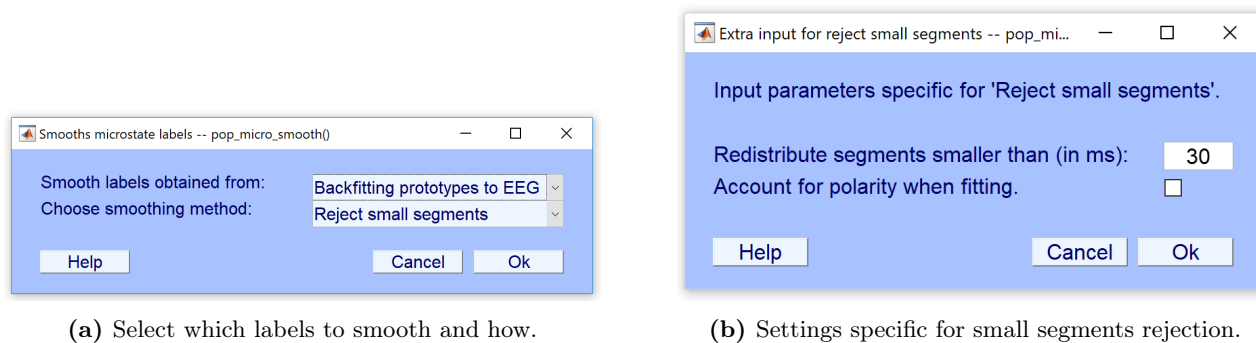 Smooths microstate labels -- pop_micro_smooth()
Smooth labels obtained from: Backfitting prototypes to EEG
Choose smoothing method: Reject small segments
Help Cancel Ok
(a) Select which labels to smooth and how.
Extra input for reject small segments -- pop_mi...
Input parameters specific for 'Reject small segments'.
Redistribute segments smaller than (in ms): 30
Account for polarity when fitting.
Help Cancel Ok
(b) Settings specific for small segments rejection.